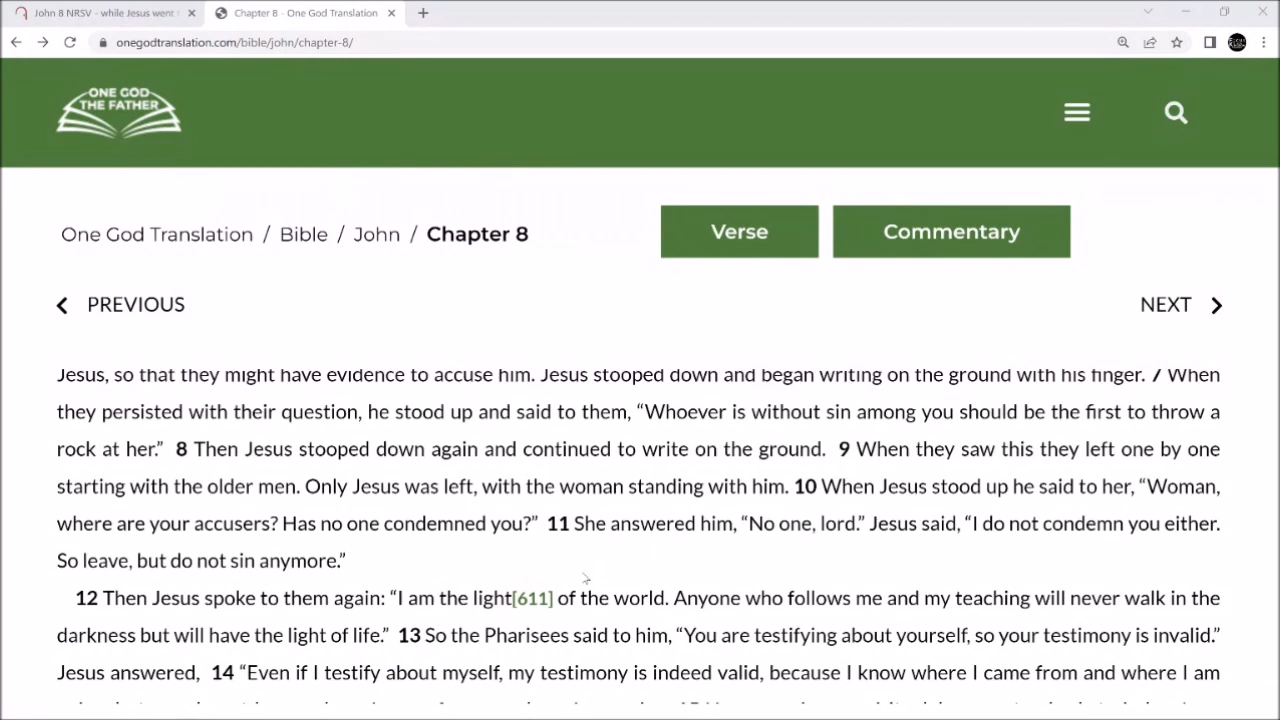 John 8 NRSV - while Jesus went
Chapter 8 - One God Translation
onegodtranslation.com/bible/john/chapter-8/
ONE GOD
THE FATHER
One God Translation / Bible / John / Chapter 8
Verse
Commentary
PREVIOUS
NEXT
Jesus, so that they might have evidence to accuse him. Jesus stooped down and began writing on the ground with his finger. 7 When
they persisted with their question, he stood up and said to them, “Whoever is without sin among you should be the first to throw a
rock at her.” 8 Then Jesus stooped down again and continued to write on the ground. 9 When they saw this they left one by one
starting with the older men. Only Jesus was left, with the woman standing with him. 10 When Jesus stood up he said to her, “Woman,
where are your accusers? Has no one condemned you?” 11 She answered him, “No one, lord.” Jesus said, “I do not condemn you either.
So leave, but do not sin anymore.”
12 Then Jesus spoke to them again: “I am the light[611] of the world. Anyone who follows me and my teaching will never walk in the
darkness but will have the light of life.” 13 So the Pharisees said to him, “You are testifying about yourself, so your testimony is invalid.”
Jesus answered, 14 “Even if I testify about myself, my testimony is indeed valid, because I know where I came from and where I am